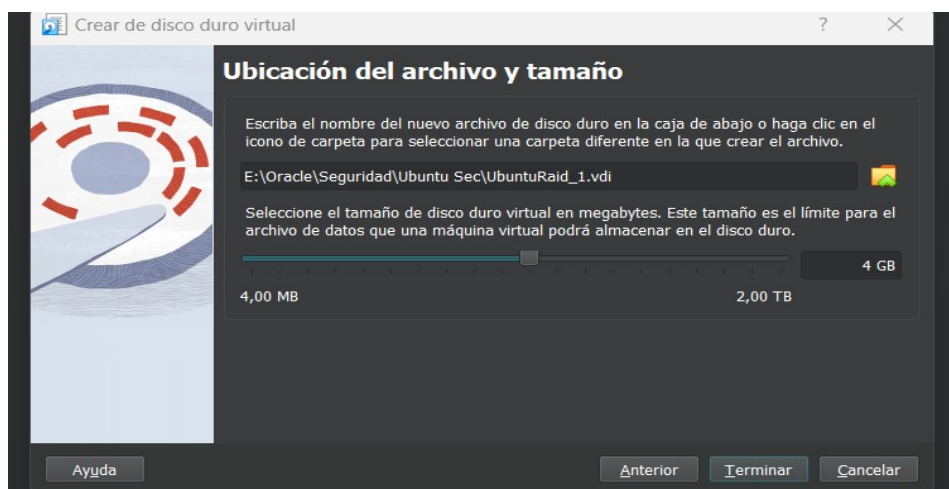 Crear de disco duro virtual
?
Ubicación del archivo y tamaño
Escriba el nombre del nuevo archivo de disco duro en la caja de abajo o haga clic en el
icono de carpeta para seleccionar una carpeta diferente en la que crear el archivo.
E:\Oracle\Seguridad\Ubuntu Sec\UbuntuRaid_1.vdi
Seleccione el tamaño de disco duro virtual en megabytes. Este tamaño es el límite para el
archivo de datos que una máquina virtual podrá almacenar en el disco duro.
4 GB
4,00 MB 2,00 TB
Ayuda Anterior Terminar Cancelar